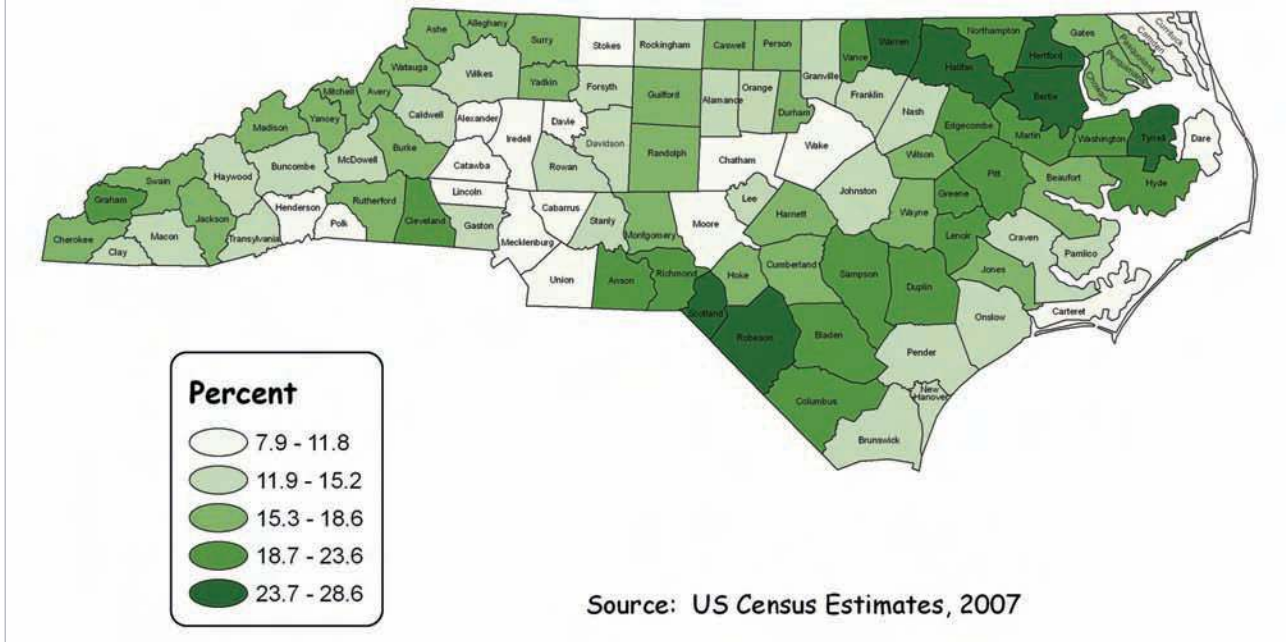 Ashe
Alleghany
Surry
Stokes
Rockingham
Caswell
Person
Vance
Warren
Northampton
Hertford
Gates
Currituck
Camden
Pasquotank
Perquimans
Chowan
Watauga
Wilkes
Yadkin
Forsyth
Guilford
Alamance
Orange
Durham
Granville
Franklin
Halifax
Bertie
Nash
Mitchell
Avery
Caldwell
Alexander
Iredell
Davie
Davidson
Randolph
Chatham
Wake
Edgecombe
Martin
Washington
Tyrrell
Dare
Madison
Yancey
Burke
McDowell
Catawba
Rowan
Wilson
Pitt
Beaufort
Hyde
Swain
Haywood
Buncombe
Lincoln
Johnston
Greene
Graham
Jackson
Henderson
Polk
Rutherford
Cleveland
Gaston
Cabarrus
Stanly
Montgomery
Moore
Lee
Harnett
Wayne
Lenoir
Craven
Pamlico
Cherokee
Clay
Macon
Transylvania
Mecklenburg
Union
Anson
Richmond
Hoke
Cumberland
Sampson
Duplin
Jones
Onslow
Carteret
Scotland
Robeson
Bladen
Pender
Columbus
New
Hanover
Brunswick
Percent
7.9 - 11.8
11.9 - 15.2
15.3 - 18.6
18.7 - 23.6
23.7 - 28.6
Source: US Census Estimates, 2007